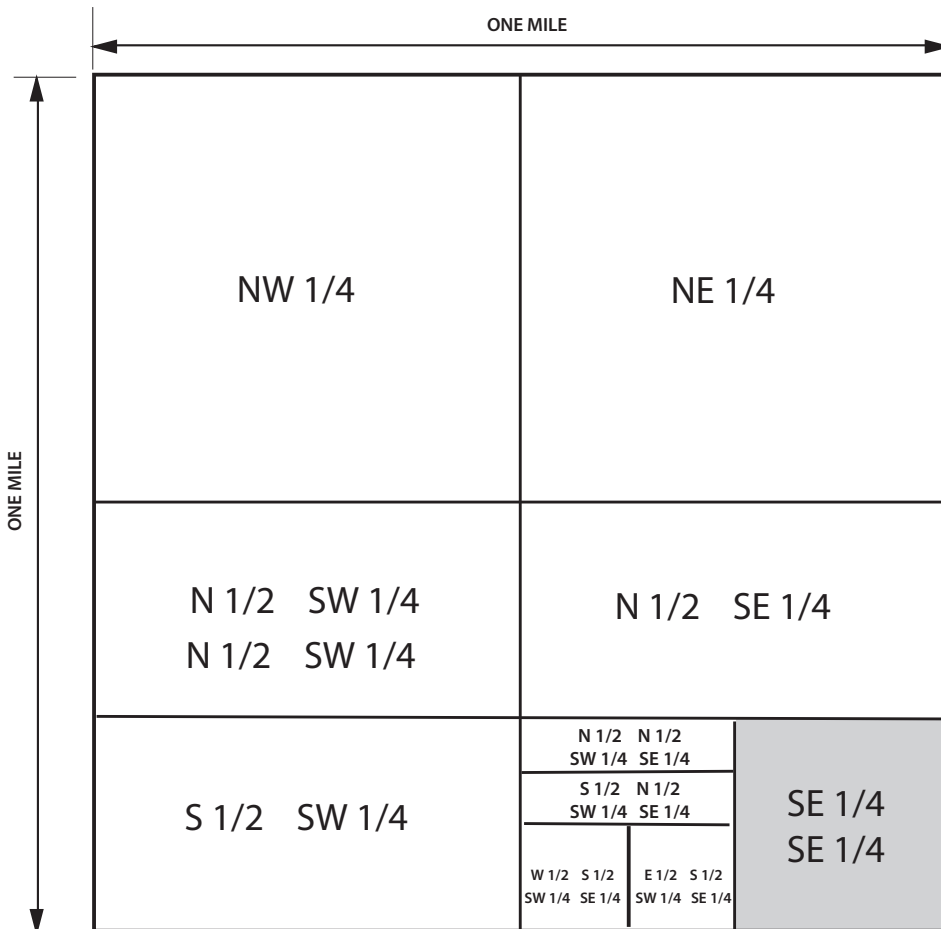 ONE MILE
ONE MILE
NW 1/4
NE 1/4
N 1/2 SW 1/4
N 1/2 SW 1/4
N 1/2 SE 1/4
S 1/2 SW 1/4
N 1/2 N 1/2
SW 1/4 SE 1/4
S 1/2 N 1/2
SW 1/4 SE 1/4
W 1/2 S 1/2
SW 1/4 SE 1/4
E 1/2 S 1/2
SW 1/4 SE 1/4
SE 1/4
SE 1/4